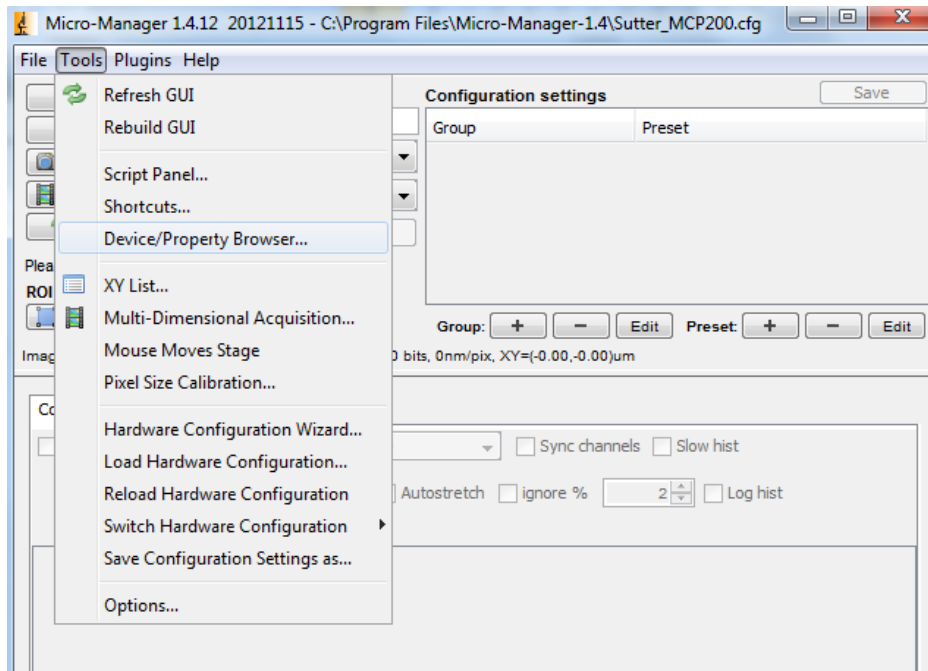 Micro-Manager 1.4.12 20121115 - C:\Program Files\Micro-Manager-1.4\Sutter_MCP200.cfg
File Tools Plugins Help
Refresh GUI
Rebuild GUI
Script Panel...
Shortcuts...
Device/Property Browser...
XY List...
Multi-Dimensional Acquisition...
Mouse Moves Stage
Pixel Size Calibration...
Hardware Configuration Wizard...
Load Hardware Configuration...
Reload Hardware Configuration
Switch Hardware Configuration
Save Configuration Settings as...
Options...
Configuration settings Save
Group Preset
ROI
Group: + − Edit Preset: + − Edit
bits, 0nm/pix, XY=(-0.00,-0.00)um
Sync channels Slow hist
Autostretch ignore % 2 Log hist